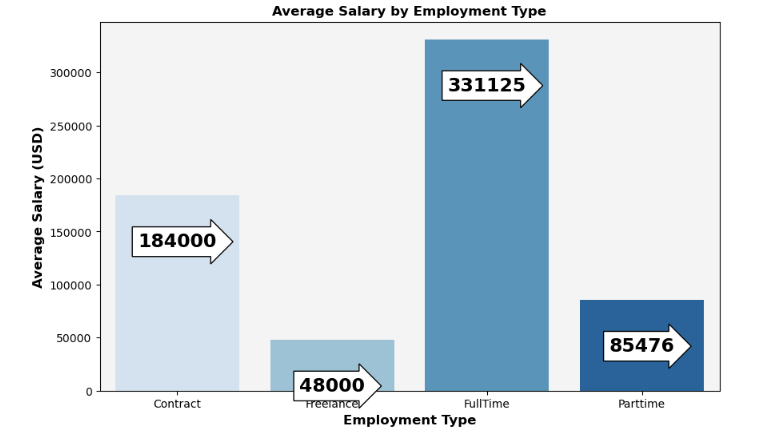 Average Salary by Employment Type
Average Salary (USD)
300000
250000
200000
150000
100000
50000
0
184000
48000
331125
85476
Contract
Freelance
FullTime
Parttime
Employment Type